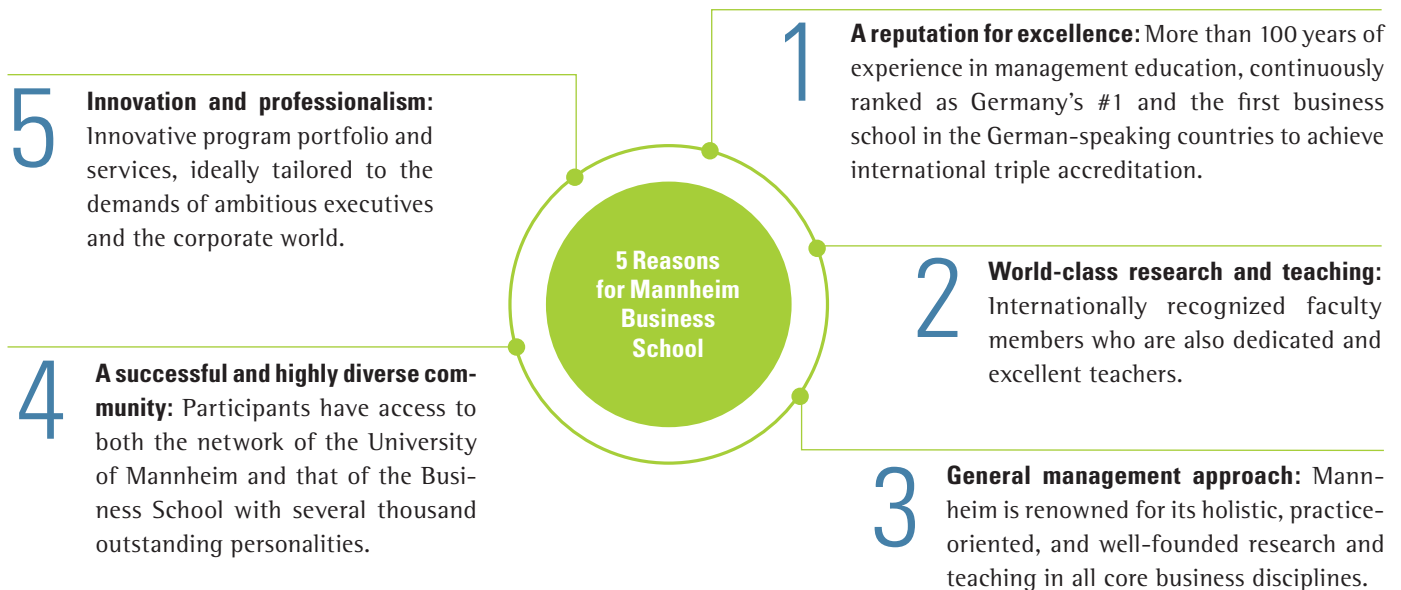 5 Reasons
for Mannheim
Business
School
1
A reputation for excellence: More than 100 years of
experience in management education, continuously
ranked as Germany's #1 and the first business
school in the German-speaking countries to achieve
international triple accreditation.
2
World-class research and teaching:
Internationally recognized faculty
members who are also dedicated and
excellent teachers.
3
General management approach: Mann-
heim is renowned for its holistic, practice-
oriented, and well-founded research and
teaching in all core business disciplines.
4
A successful and highly diverse com-
munity: Participants have access to
both the network of the University
of Mannheim and that of the Busi-
ness School with several thousand
outstanding personalities.
5
Innovation and professionalism:
Innovative program portfolio and
services, ideally tailored to the
demands of ambitious executives
and the corporate world.